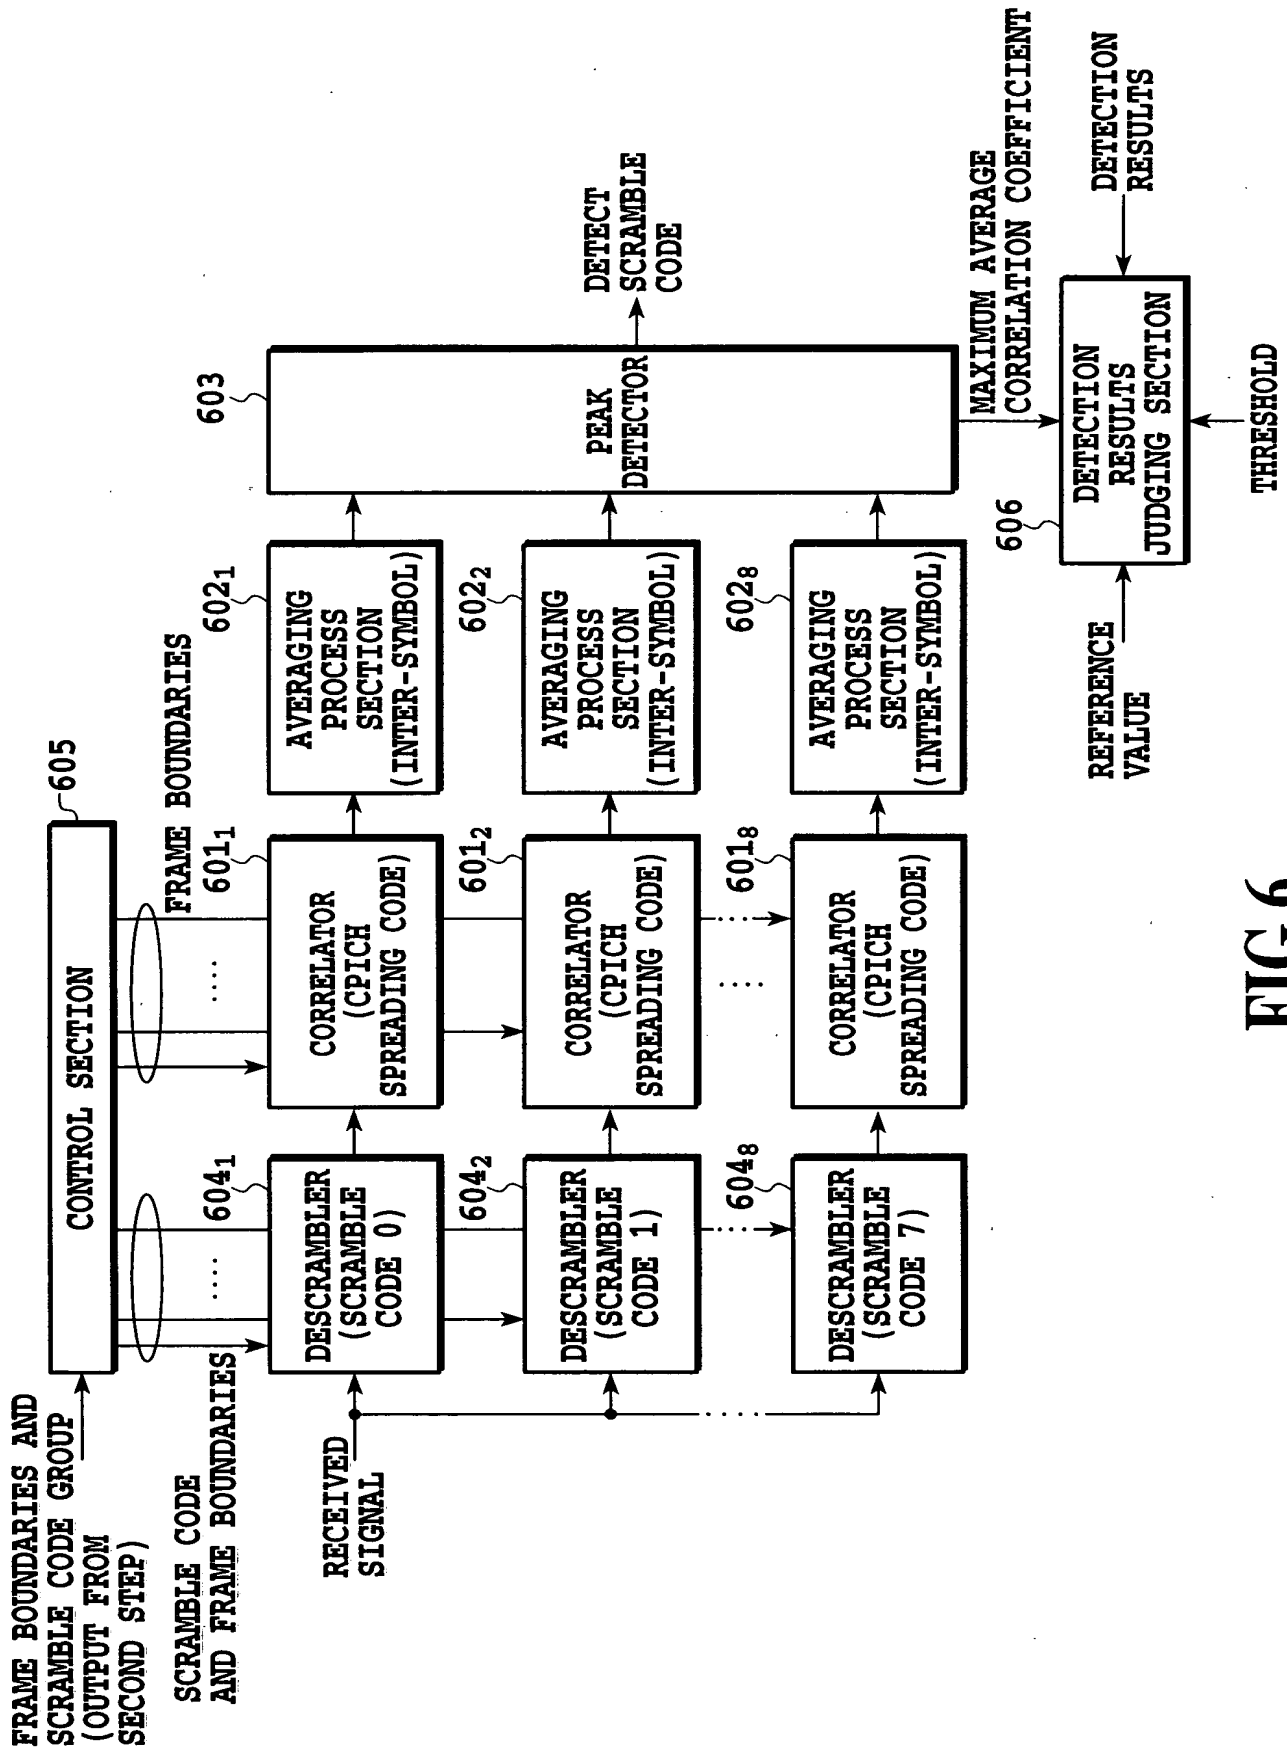 FRAME BOUNDARIES AND
SCRAMBLE CODE GROUP
(OUTPUT FROM
SECOND STEP)
CONTROL SECTION
605
SCRAMBLE CODE
AND FRAME BOUNDARIES
FRAME BOUNDARIES
RECEIVED
SIGNAL
604₁
DESCRAMBLER
(SCRAMBLE
CODE 0)
601₁
CORRELATOR
(CPICH
SPREADING CODE)
602₁
AVERAGING
PROCESS
SECTION
(INTER-SYMBOL)
604₂
DESCRAMBLER
(SCRAMBLE
CODE 1)
601₂
CORRELATOR
(CPICH
SPREADING CODE)
602₂
AVERAGING
PROCESS
SECTION
(INTER-SYMBOL)
604₈
DESCRAMBLER
(SCRAMBLE
CODE 7)
601₈
CORRELATOR
(CPICH
SPREADING CODE)
602₈
AVERAGING
PROCESS
SECTION
(INTER-SYMBOL)
603
PEAK
DETECTOR
DETECT
SCRAMBLE
CODE
MAXIMUM AVERAGE
CORRELATION COEFFICIENT
606
DETECTION
RESULTS
JUDGING SECTION
REFERENCE
VALUE
DETECTION
RESULTS
THRESHOLD
FIG.6